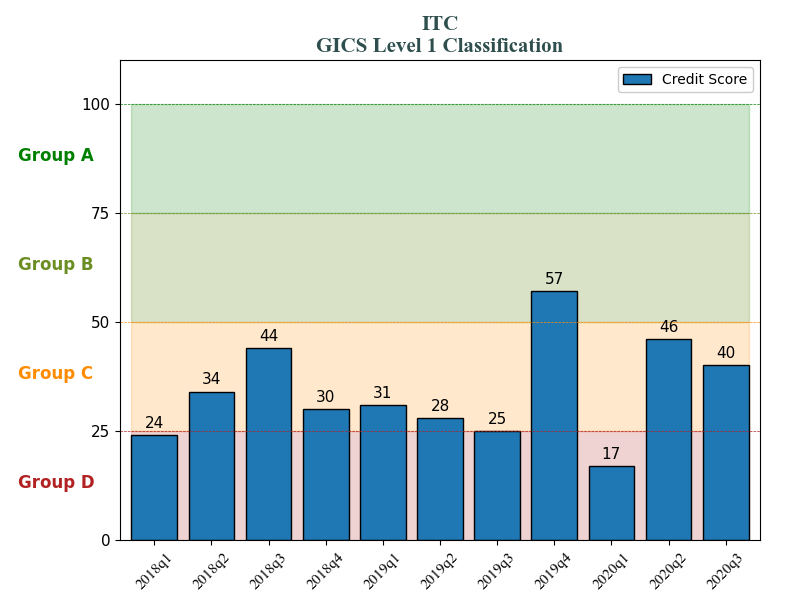 ITC
GICS Level 1 Classification
Credit Score
100
Group A
75
Group B
50
Group C
25
Group D
0
24
34
44
30
31
28
25
57
17
46
40
2018q1
2018q2
2018q3
2018q4
2019q1
2019q2
2019q3
2019q4
2020q1
2020q2
2020q3